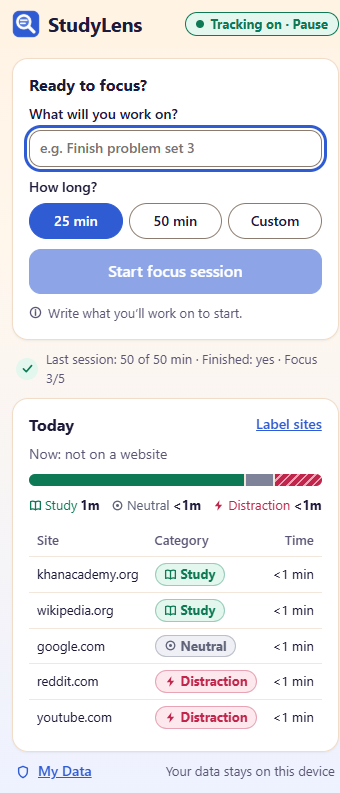 StudyLens
Tracking on · Pause
Ready to focus?
What will you work on?
e.g. Finish problem set 3
How long?
25 min
50 min
Custom
Start focus session
Write what you'll work on to start.
Last session: 50 of 50 min · Finished: yes · Focus
3/5
Today
Label sites
Now: not on a website
Study 1m
Neutral <1m
Distraction <1m
Site Category Time
khanacademy.org Study <1 min
wikipedia.org Study <1 min
google.com Neutral <1 min
reddit.com Distraction <1 min
youtube.com Distraction <1 min
My Data
Your data stays on this device